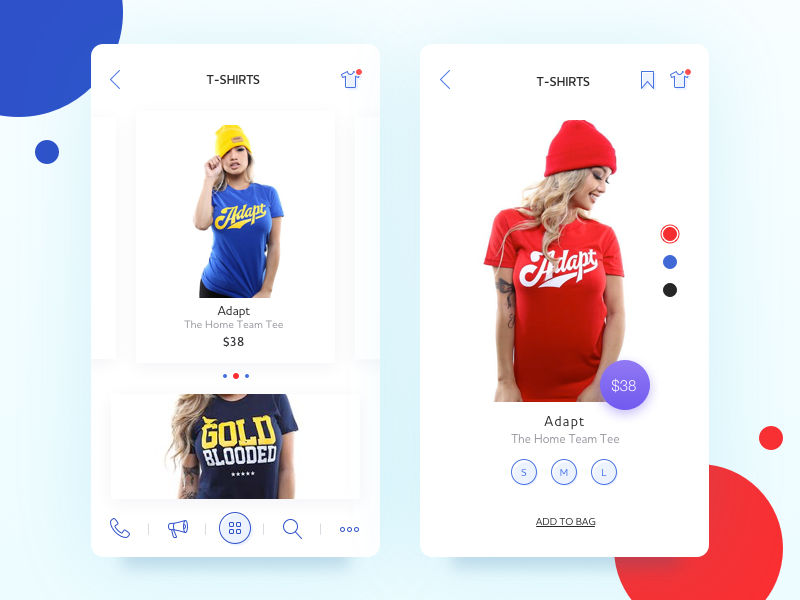 T-SHIRTS
Adapt
Adapt
The Home Team Tee
$38
GOLD
BLOODED
★★★★★
T-SHIRTS
Adapt
$38
Adapt
The Home Team Tee
S M L
ADD TO BAG